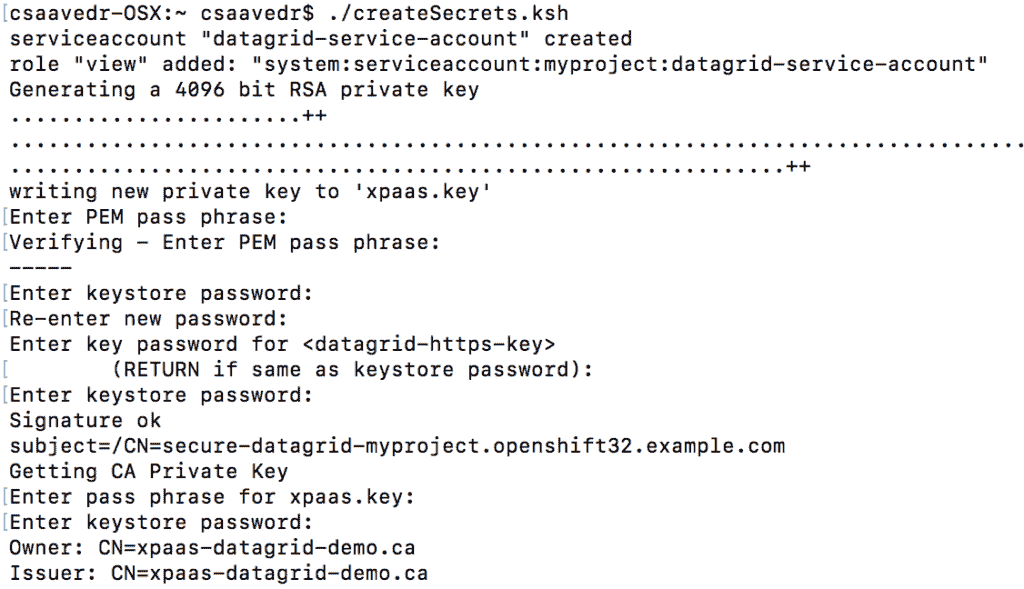 [csaavedr-OSX:~ csaavedr$ ./createSecrets.ksh
serviceaccount "datagrid-service-account" created
role "view" added: "system:serviceaccount:myproject:datagrid-service-account"
Generating a 4096 bit RSA private key
.......................++
................................................................................
.............................................................++
writing new private key to 'xpaas.key'
[Enter PEM pass phrase:
[Verifying - Enter PEM pass phrase:
-----
[Enter keystore password:
[Re-enter new password:
Enter key password for <datagrid-https-key>
[        (RETURN if same as keystore password):
[Enter keystore password:
Signature ok
subject=/CN=secure-datagrid-myproject.openshift32.example.com
Getting CA Private Key
[Enter pass phrase for xpaas.key:
[Enter keystore password:
Owner: CN=xpaas-datagrid-demo.ca
Issuer: CN=xpaas-datagrid-demo.ca